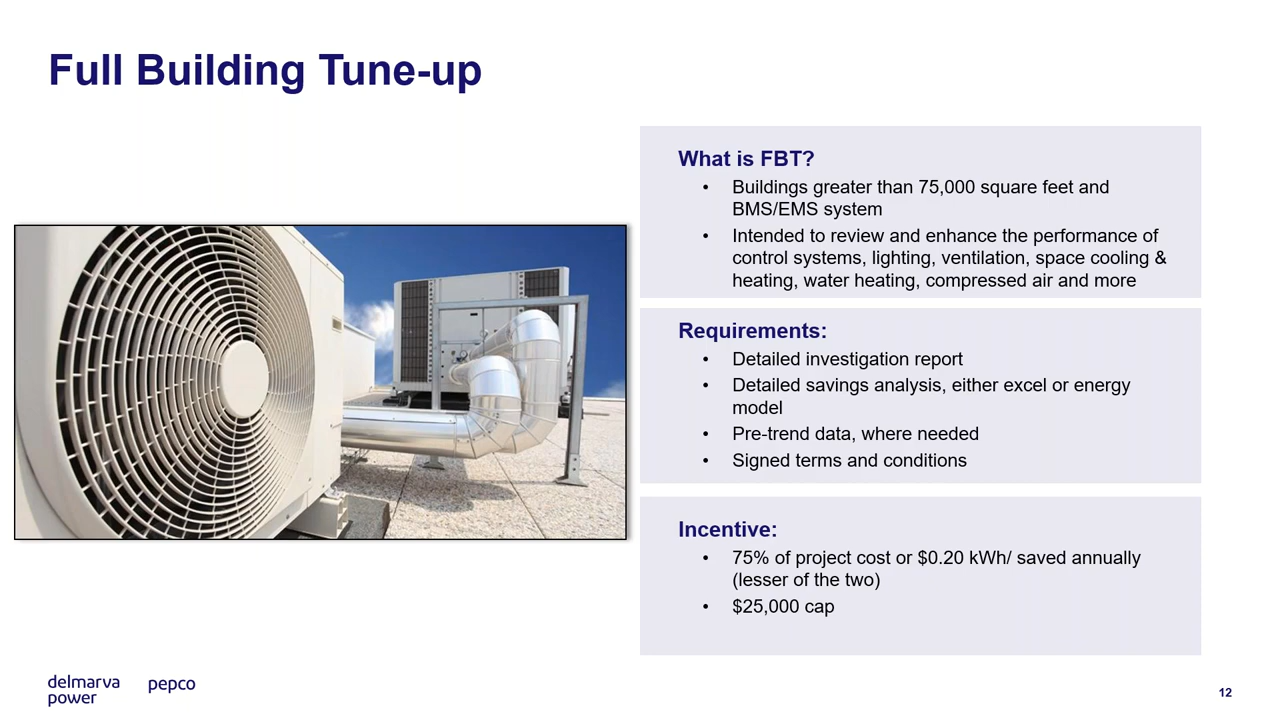 Full Building Tune-up
What is FBT?
• Buildings greater than 75,000 square feet and
BMS/EMS system
• Intended to review and enhance the performance of
control systems, lighting, ventilation, space cooling &
heating, water heating, compressed air and more
Requirements:
• Detailed investigation report
• Detailed savings analysis, either excel or energy
model
• Pre-trend data, where needed
• Signed terms and conditions
Incentive:
• 75% of project cost or $0.20 kWh/ saved annually
(lesser of the two)
• $25,000 cap
delmarva
power
pepco
12